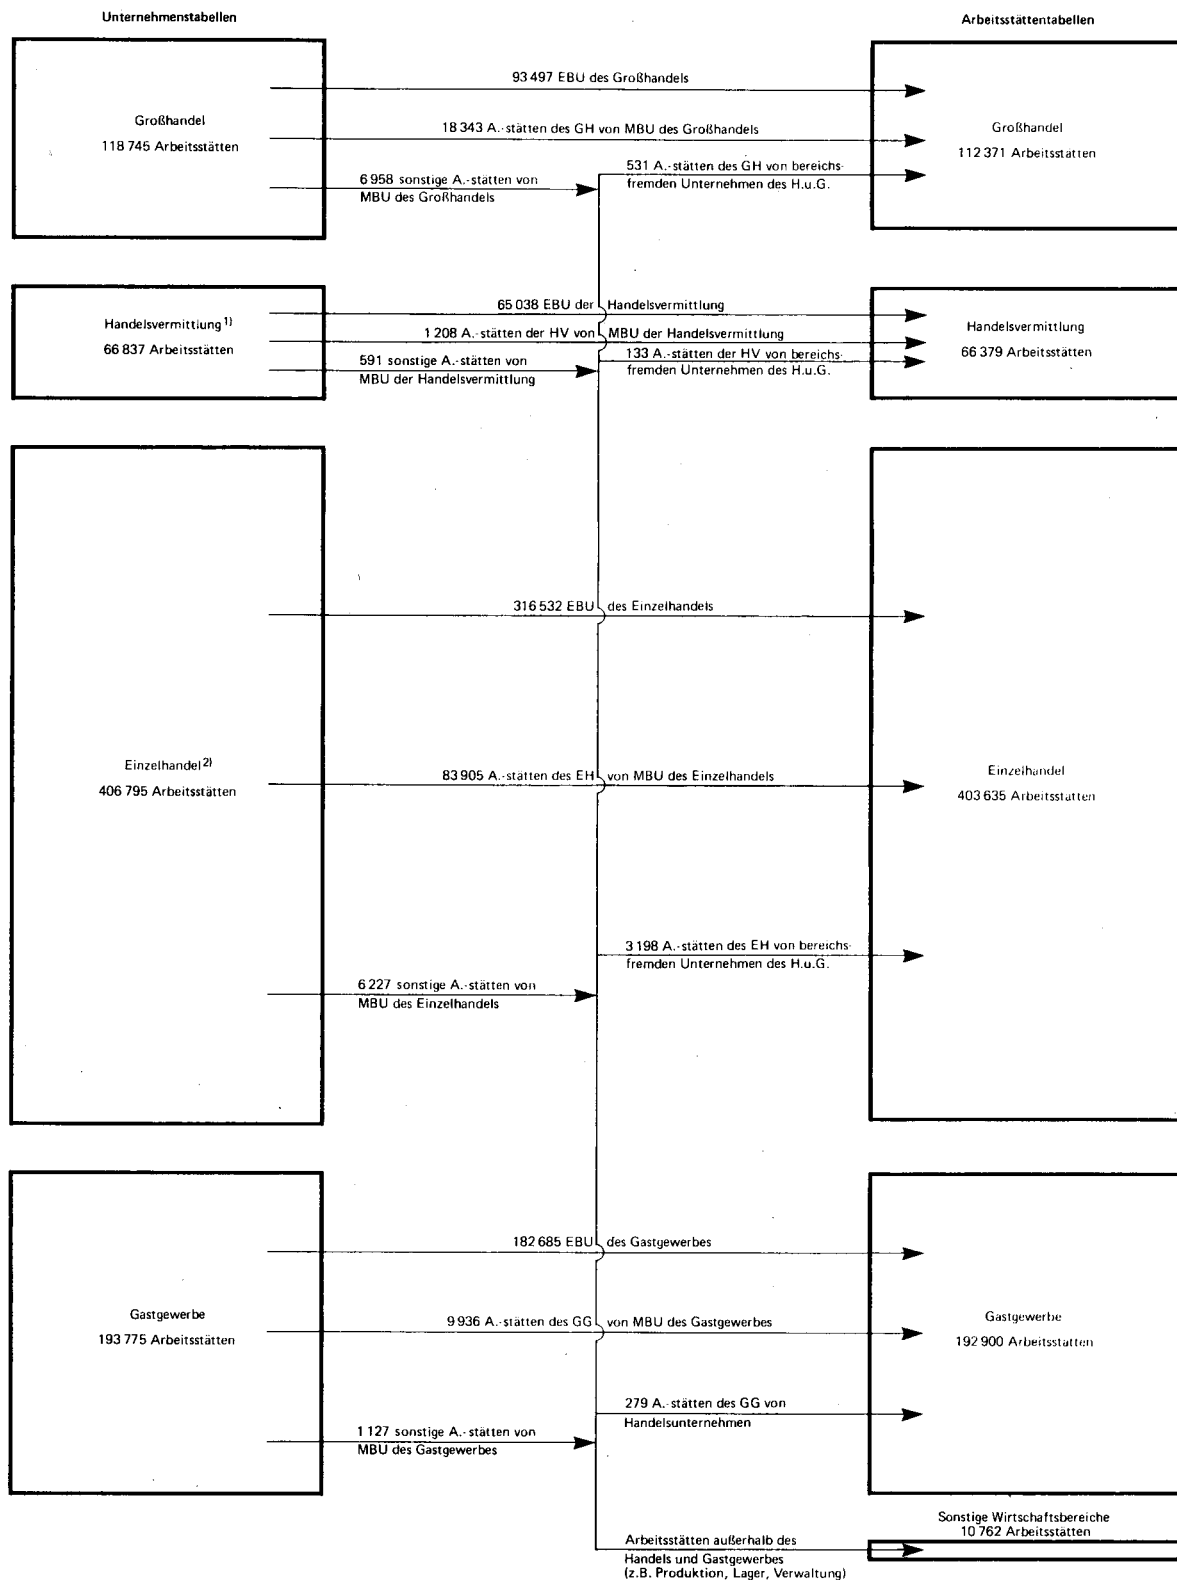 Unternehmenstabellen
Arbeitsstättentabellen
93 497 EBU des Großhandels
Großhandel
118 745 Arbeitsstätten
18 343 A.-stätten des GH von MBU des Großhandels
Großhandel
112 371 Arbeitsstätten
6 958 sonstige A.-stätten von
MBU des Großhandels
531 A.-stätten des GH von bereichs-
fremden Unternehmen des H.u.G.
65 038 EBU der Handelsvermittlung
Handelsvermittlung 1)
66 837 Arbeitsstätten
1 208 A.-stätten der HV von MBU der Handelsvermittlung
Handelsvermittlung
66 379 Arbeitsstätten
591 sonstige A.-stätten von
MBU der Handelsvermittlung
133 A.-stätten der HV von bereichs-
fremden Unternehmen des H.u.G.
316 532 EBU des Einzelhandels
Einzelhandel 2)
406 795 Arbeitsstätten
83 905 A.-stätten des EH von MBU des Einzelhandels
Einzelhandel
403 635 Arbeitsstätten
3 198 A.-stätten des EH von bereichs-
fremden Unternehmen des H.u.G.
6 227 sonstige A.-stätten von
MBU des Einzelhandels
182 685 EBU des Gastgewerbes
Gastgewerbe
193 775 Arbeitsstätten
9 936 A.-stätten des GG von MBU des Gastgewerbes
Gastgewerbe
192 900 Arbeitsstätten
279 A.-stätten des GG von
Handelsunternehmen
1 127 sonstige A.-stätten von
MBU des Gastgewerbes
Sonstige Wirtschaftsbereiche
10 762 Arbeitsstätten
Arbeitsstätten außerhalb des
Handels und Gastgewerbes
(z.B. Produktion, Lager, Verwaltung)